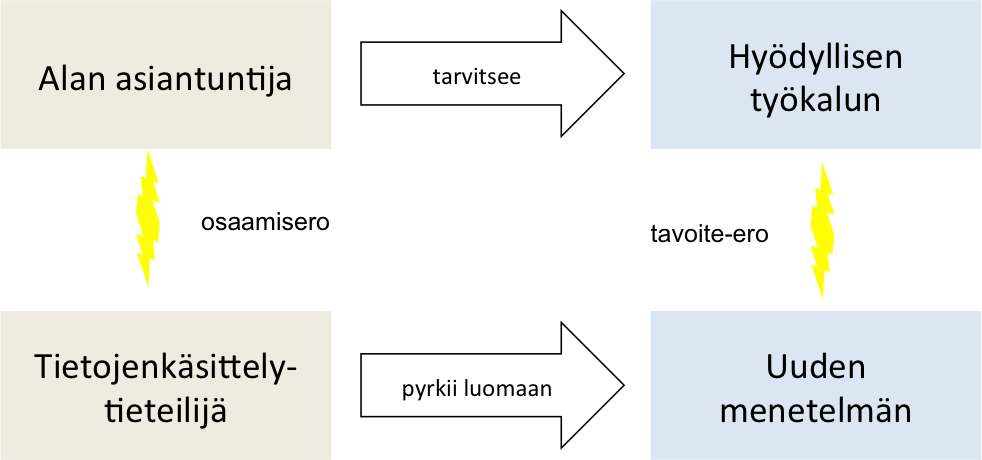 Alan asiantuntija
tarvitsee
Hyödyllisen
työkalun
osaamisero
tavoite-ero
Tietojenkäsittely-
tieteilijä
pyrkii luomaan
Uuden
menetelmän